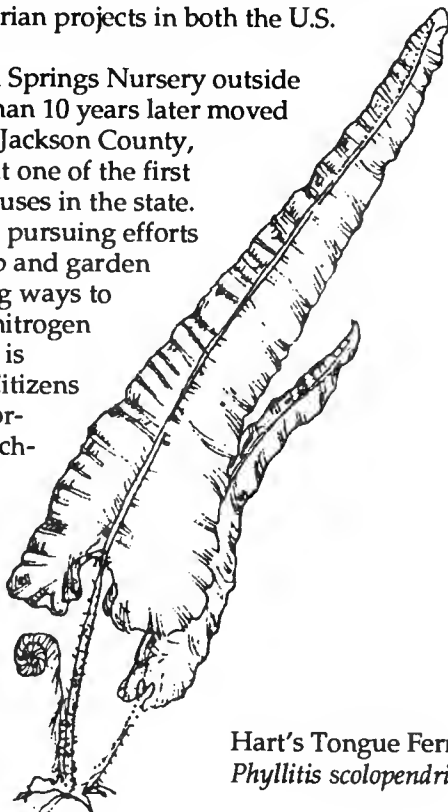 rian projects in both the U.S.
Springs Nursery outside
han 10 years later moved
Jackson County,
t one of the first
uses in the state.
pursuing efforts
and garden
g ways to
nitrogen
is
itizens
or-
ch-
Hart's Tongue Fern
Phyllitis scolopendri